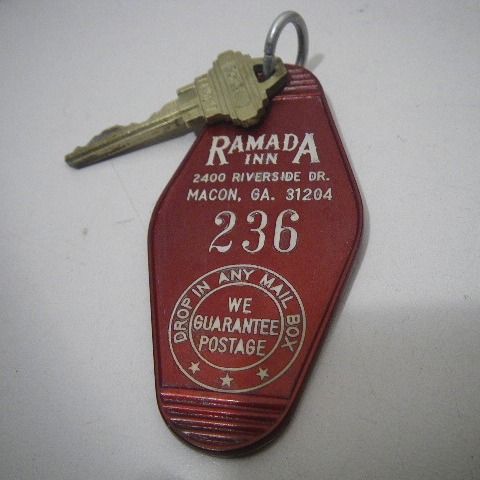 RAMADA
INN
2400 RIVERSIDE DR.
MACON, GA. 31204
236
DROP IN ANY MAIL BOX
WE
GUARANTEE
POSTAGE